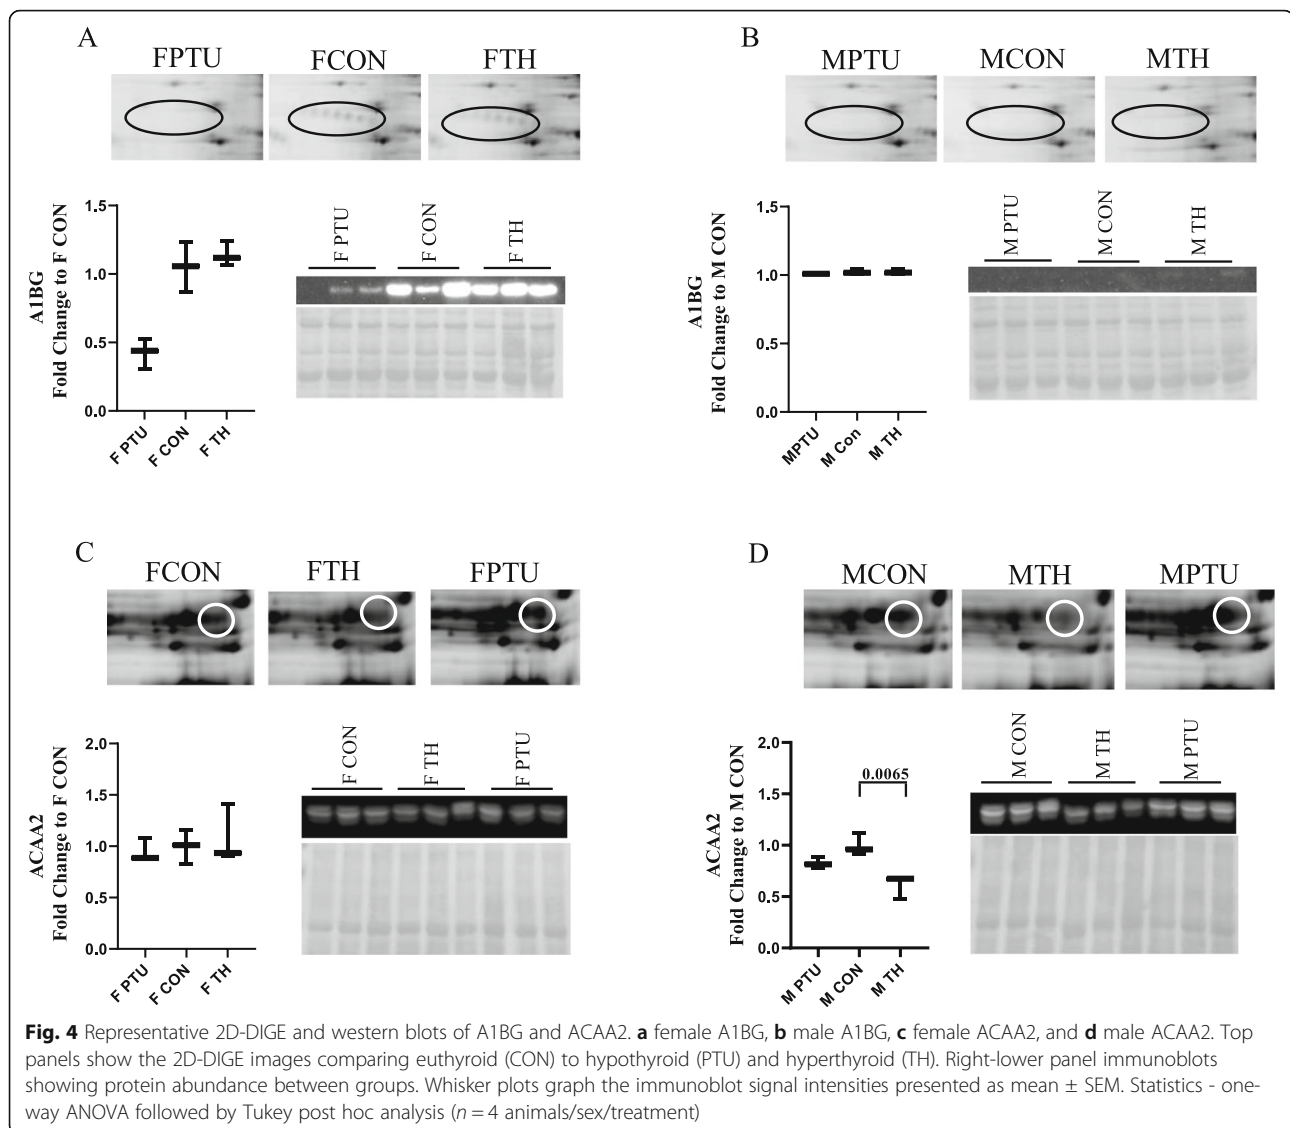 A
FPTU FCON FTH
1.5
1.0
0.5
0.0
A1BG
Fold Change to F CON
F PTU
F CON
F TH
F PTU
F CON
F TH
B
MPTU MCON MTH
1.5
1.0
0.5
0.0
A1BG
Fold Change to M CON
MPTU
M Con
M TH
M PTU
M CON
M TH
C
FCON FTH FPTU
2.0
1.5
1.0
0.5
0.0
ACAA2
Fold Change to F CON
F PTU
F CON
F TH
F CON
F TH
F PTU
D
MCON MTH MPTU
2.0
1.5
1.0
0.5
0.0
0.0065
ACAA2
Fold Change to M CON
M PTU
M CON
M TH
M CON
M TH
M PTU
Fig. 4 Representative 2D-DIGE and western blots of A1BG and ACAA2. a female A1BG, b male A1BG, c female ACAA2, and d male ACAA2. Top
panels show the 2D-DIGE images comparing euthyroid (CON) to hypothyroid (PTU) and hyperthyroid (TH). Right-lower panel immunoblots
showing protein abundance between groups. Whisker plots graph the immunoblot signal intensities presented as mean ± SEM. Statistics - one-
way ANOVA followed by Tukey post hoc analysis (n = 4 animals/sex/treatment)